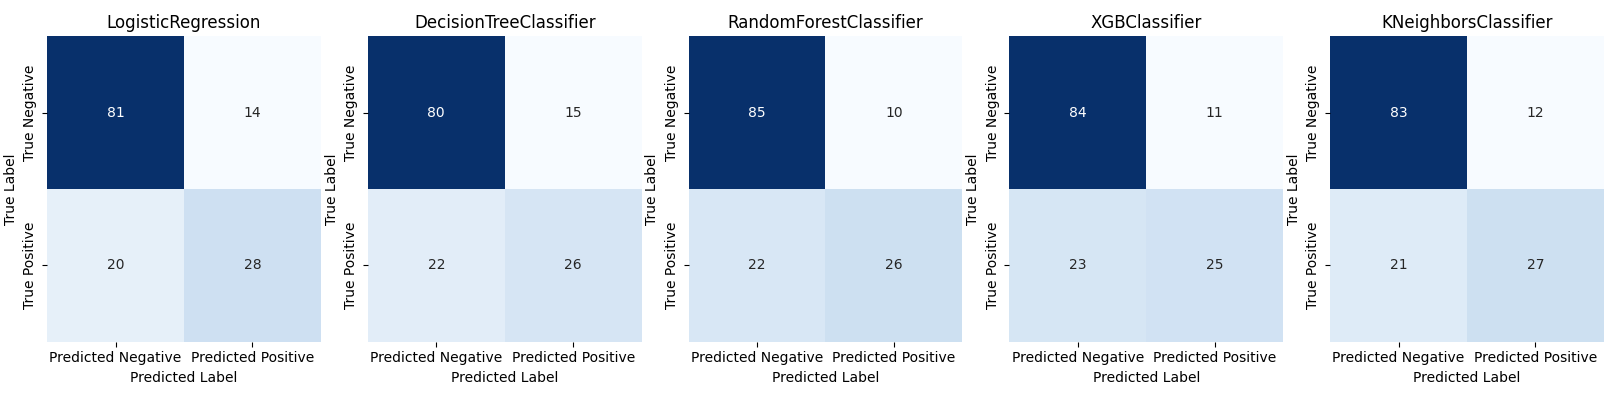 LogisticRegression
True Label
True Negative
True Positive
81
14
20
28
Predicted Negative
Predicted Positive
Predicted Label
DecisionTreeClassifier
True Label
True Negative
True Positive
80
15
22
26
Predicted Negative
Predicted Positive
Predicted Label
RandomForestClassifier
True Label
True Negative
True Positive
85
10
22
26
Predicted Negative
Predicted Positive
Predicted Label
XGBClassifier
True Label
True Negative
True Positive
84
11
23
25
Predicted Negative
Predicted Positive
Predicted Label
KNeighborsClassifier
True Label
True Negative
True Positive
83
12
21
27
Predicted Negative
Predicted Positive
Predicted Label